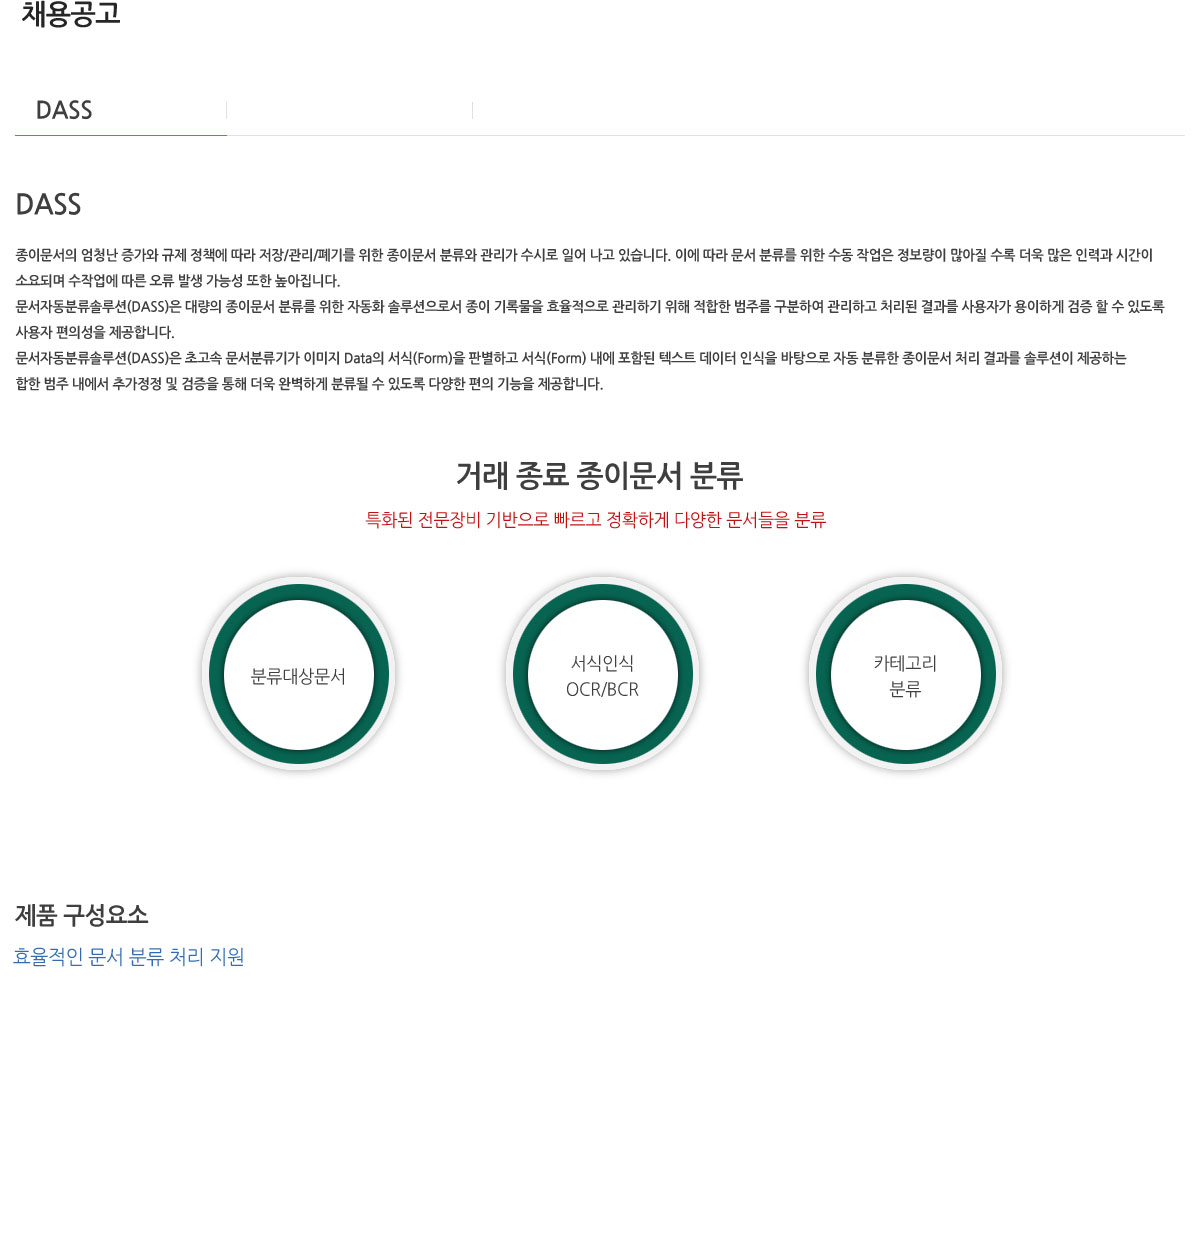 채용공고
DASS
DASS
종이문서의 엄청난 증가와 규제 정책에 따라 저장/관리/폐기를 위한 종이문서 분류와 관리가 수시로 일어 나고 있습니다. 이에 따라 문서 분류를 위한 수동 작업은 정보량이 많아질 수록 더욱 많은 인력과 시간이
소요되며 수작업에 따른 오류 발생 가능성 또한 높아집니다.
문서자동분류솔루션(DASS)은 대량의 종이문서 분류를 위한 자동화 솔루션으로서 종이 기록물을 효율적으로 관리하기 위해 적합한 범주를 구분하여 관리하고 처리된 결과를 사용자가 용이하게 검증 할 수 있도록
사용자 편의성을 제공합니다.
문서자동분류솔루션(DASS)은 초고속 문서분류기가 이미지 Data의 서식(Form)을 판별하고 서식(Form) 내에 포함된 텍스트 데이터 인식을 바탕으로 자동 분류한 종이문서 처리 결과를 솔루션이 제공하는
합한 범주 내에서 추가정정 및 검증을 통해 더욱 완벽하게 분류될 수 있도록 다양한 편의 기능을 제공합니다.
거래 종료 종이문서 분류
특화된 전문장비 기반으로 빠르고 정확하게 다양한 문서들을 분류
분류대상문서
서식인식
OCR/BCR
카테고리
분류
제품 구성요소
효율적인 문서 분류 처리 지원